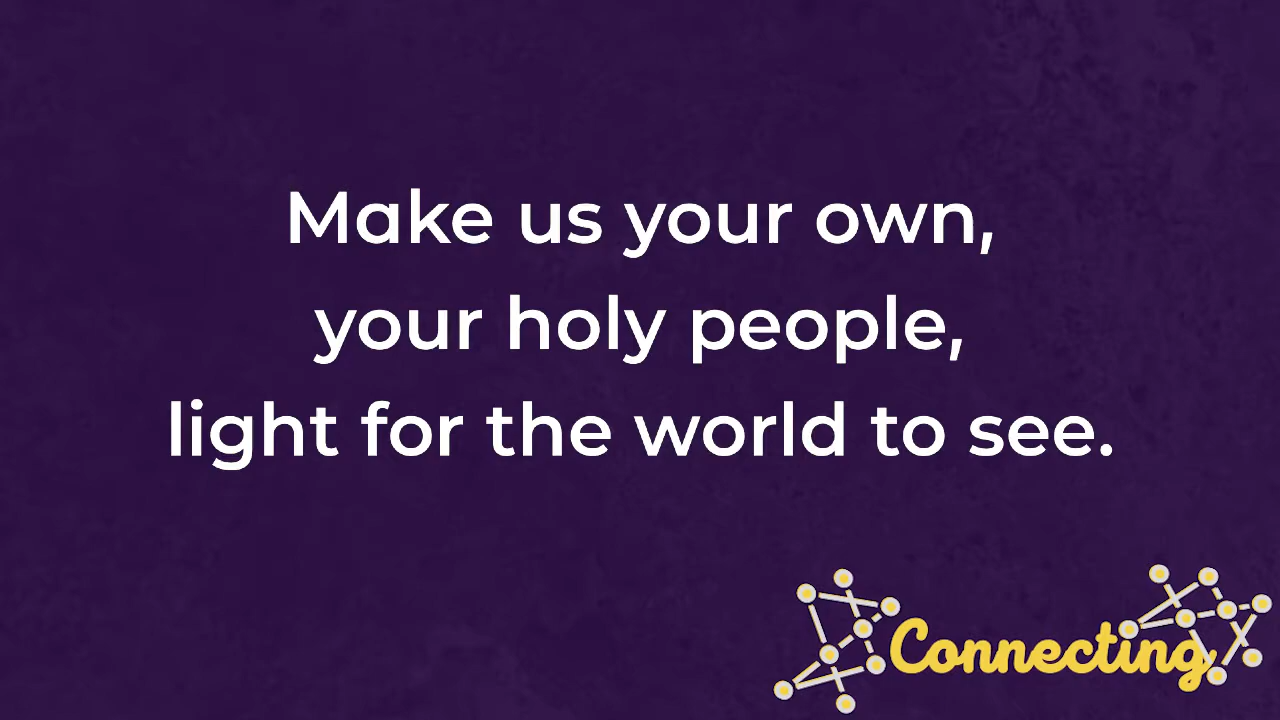 Make us your own,
your holy people,
light for the world to see.
Connecting